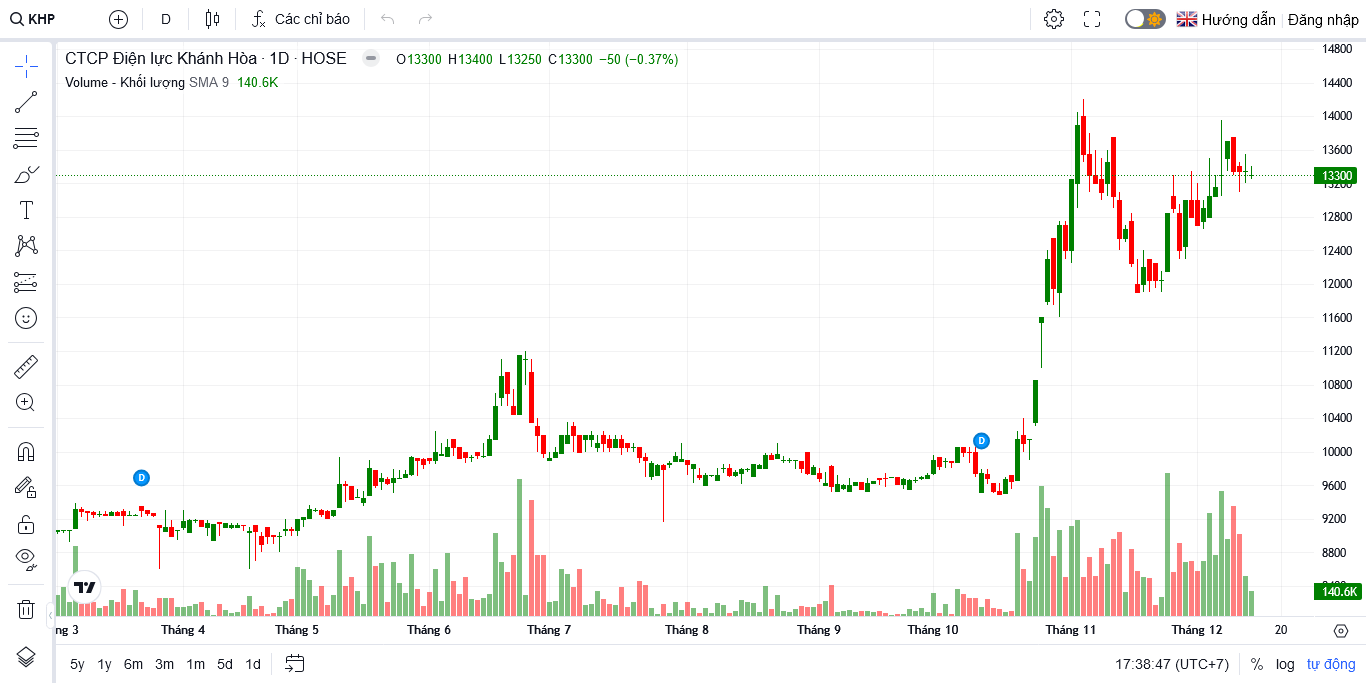 KHP D Các chỉ báo Hướng dẫn Đăng nhập
CTCP Điện lực Khánh Hòa · 1D · HOSE O13300 H13400 L13250 C13300 −50 (−0.37%)
Volume - Khối lượng SMA 9 140.6K
14800
14400
14000
13600
13300
13200
12800
12400
12000
11600
11200
10800
10400
10000
9600
9200
8800
140.6K
D
D
ng 3 Tháng 4 Tháng 5 Tháng 6 Tháng 7 Tháng 8 Tháng 9 Tháng 10 Tháng 11 Tháng 12 20
5y 1y 6m 3m 1m 5d 1d 17:38:47 (UTC+7) % log tự động